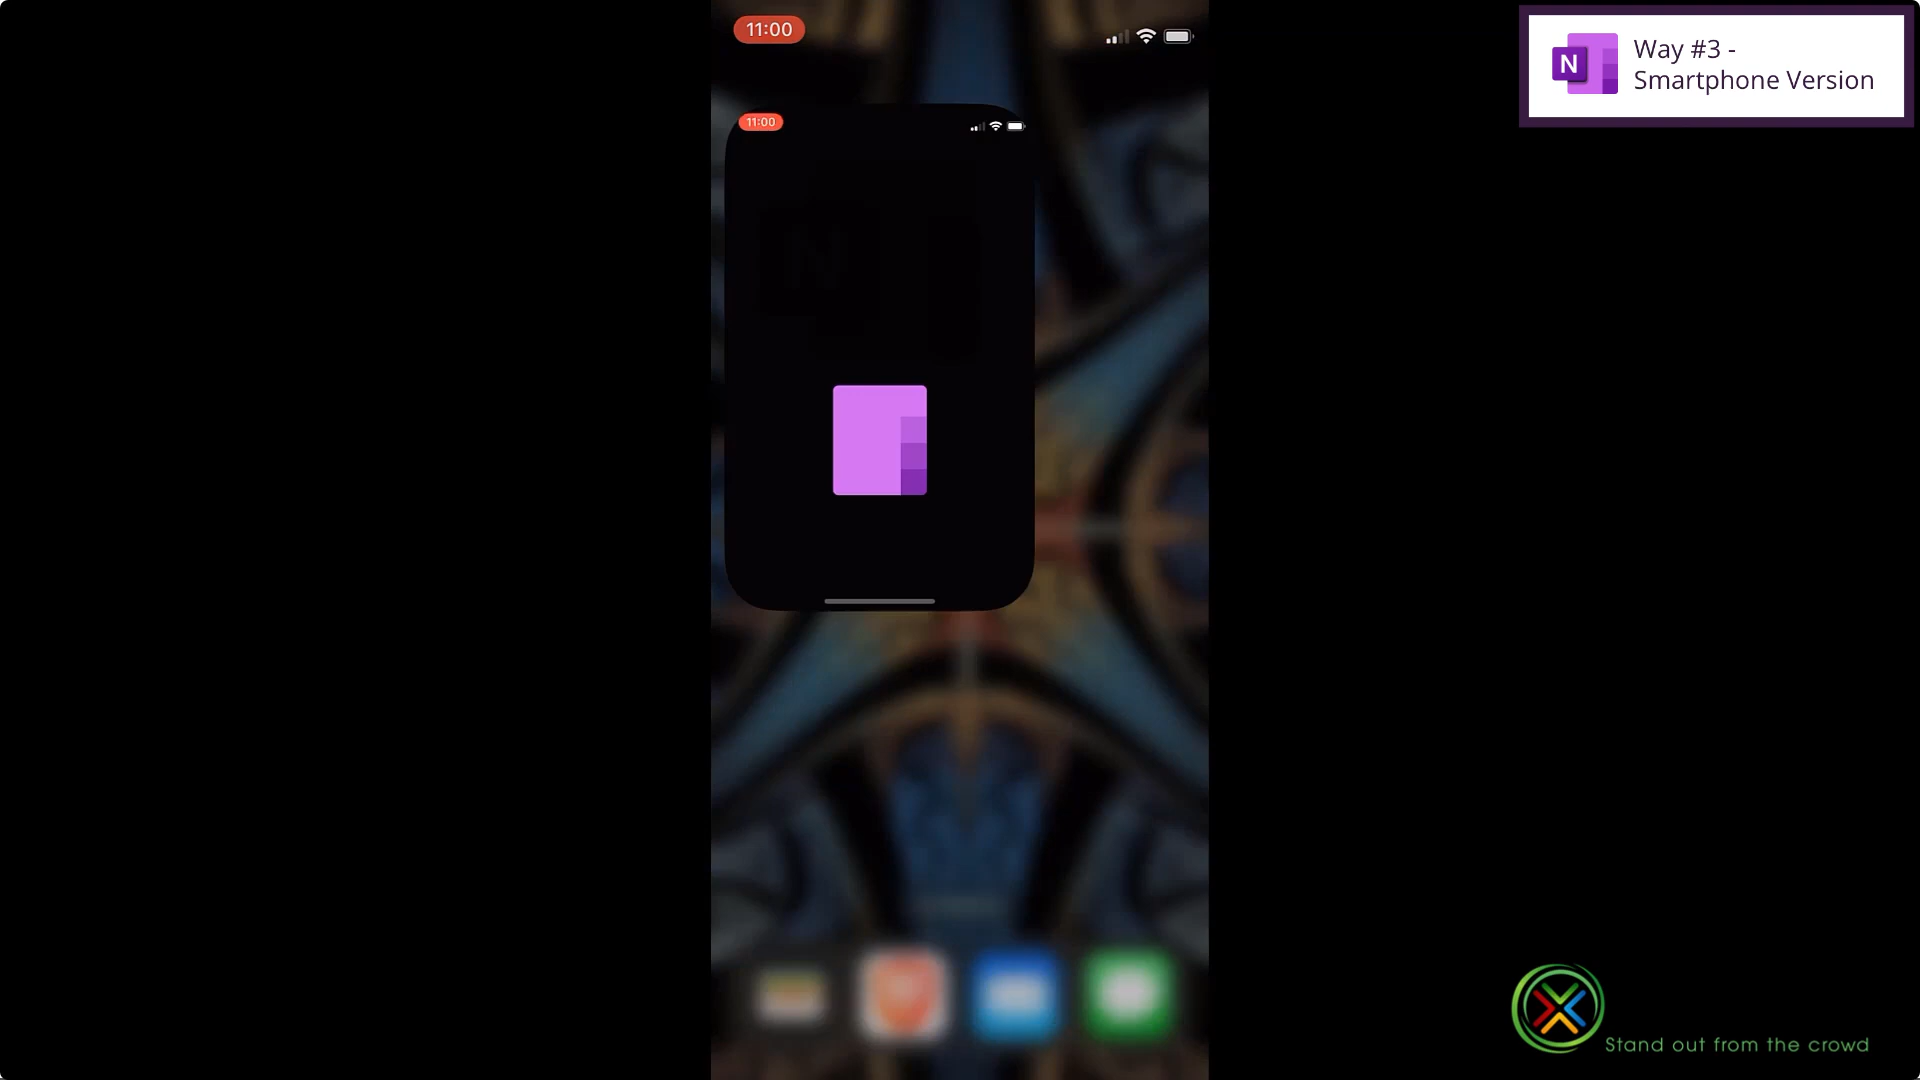 11:00
11:00
N
Way #3 -
Smartphone Version
Stand out from the crowd